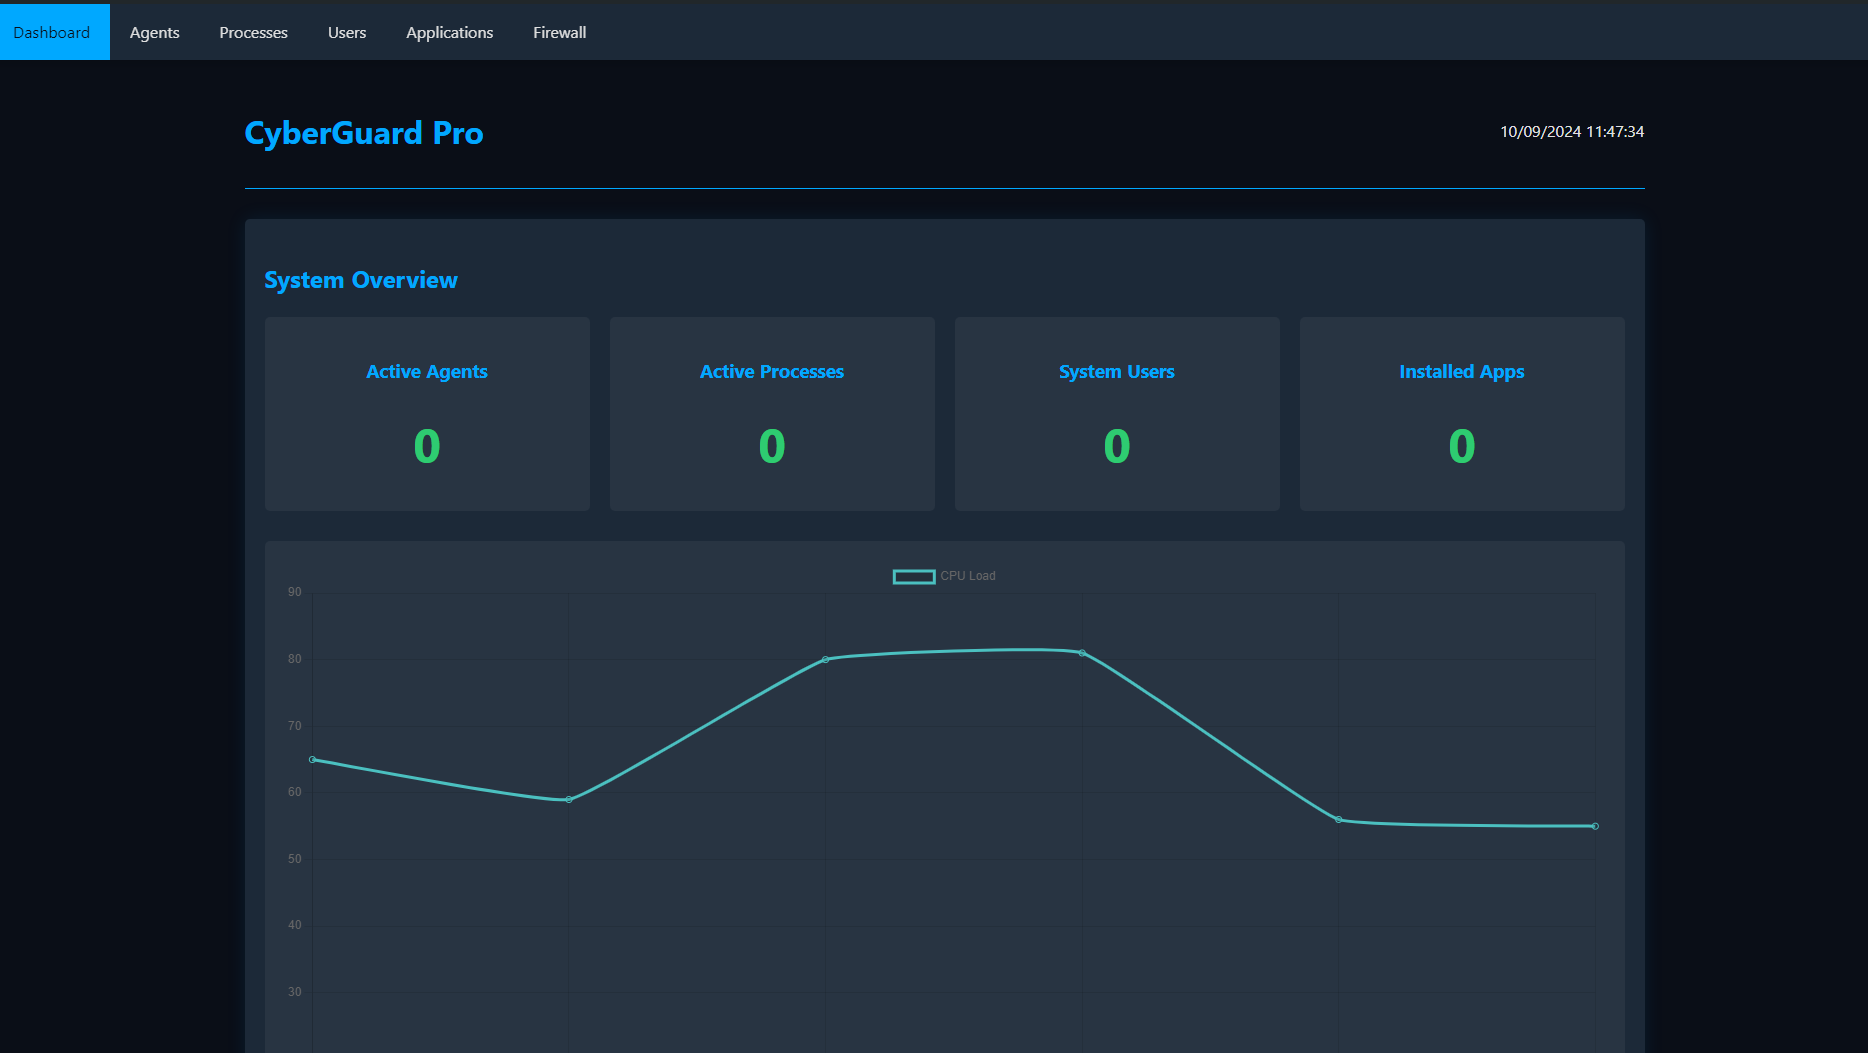 Dashboard Agents Processes Users Applications Firewall
CyberGuard Pro
10/09/2024 11:47:34
System Overview
Active Agents
0
Active Processes
0
System Users
0
Installed Apps
0
CPU Load
90
80
70
60
50
40
30